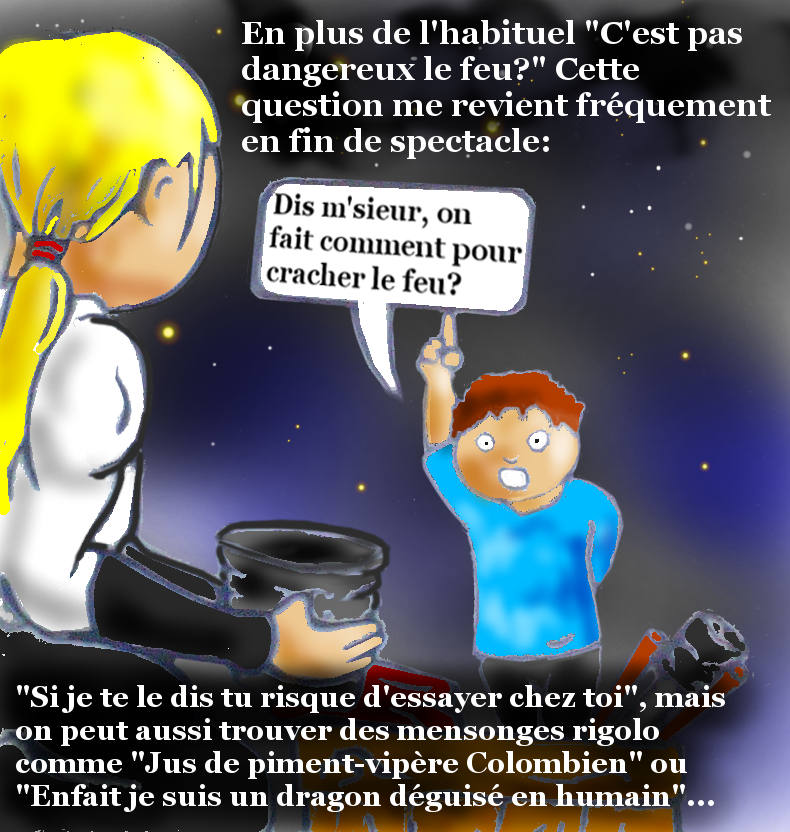 En plus de l'habituel "C'est pas
dangereux le feu?" Cette
question me revient fréquement
en fin de spectacle:
Dis m'sieur, on
fait comment pour
cracher le feu?
"Si je te le dis tu risque d'essayer chez toi", mais
on peut aussi trouver des mensonges rigolo
comme "Jus de piment-vipère Colombien" ou
"Enfait je suis un dragon déguisé en humain"...